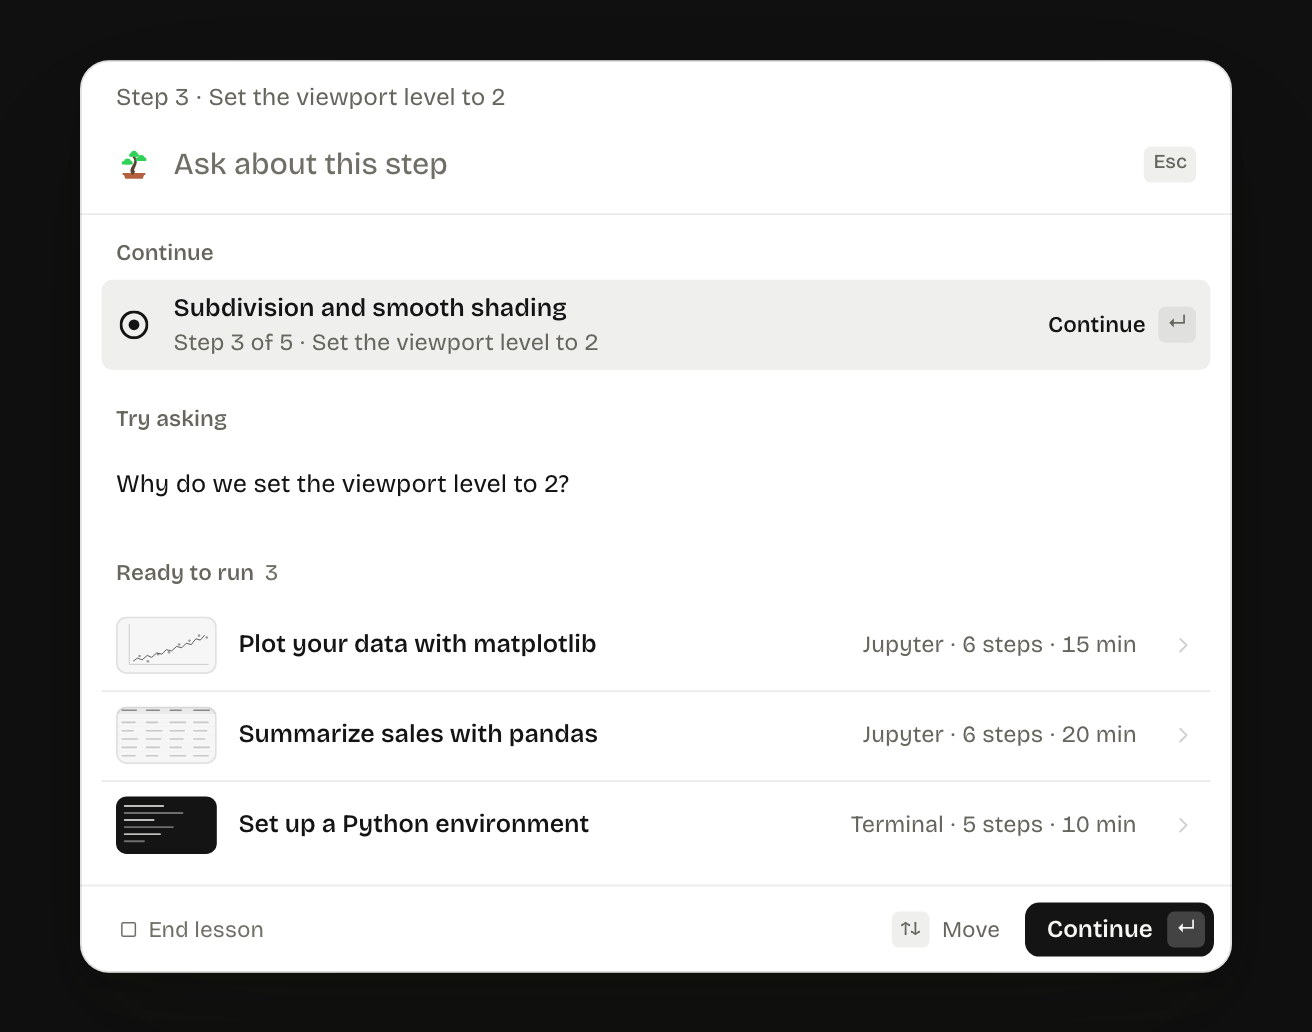 Step 3 · Set the viewport level to 2
Ask about this step
Esc
Continue
Subdivision and smooth shading
Step 3 of 5 · Set the viewport level to 2
Continue
Try asking
Why do we set the viewport level to 2?
Ready to run 3
Plot your data with matplotlib
Jupyter · 6 steps · 15 min
Summarize sales with pandas
Jupyter · 6 steps · 20 min
Set up a Python environment
Terminal · 5 steps · 10 min
End lesson
Move
Continue